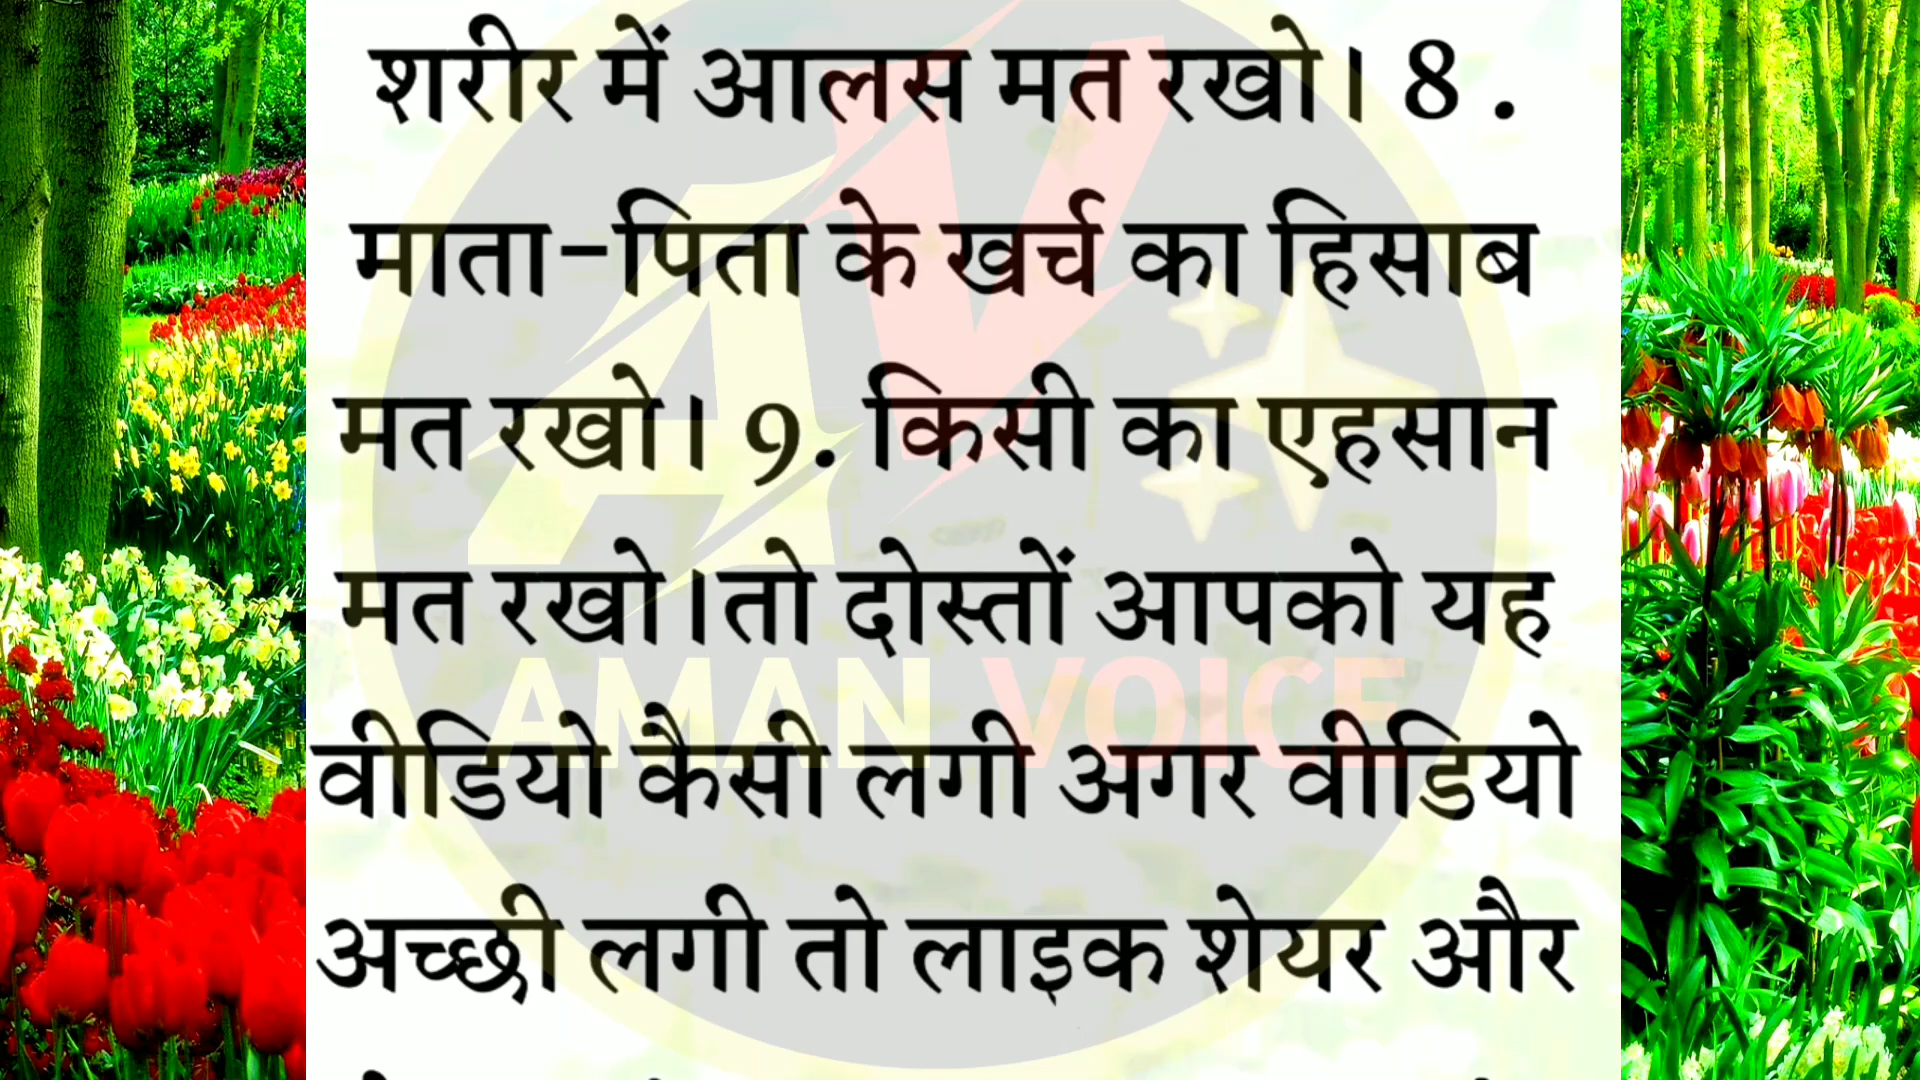 शरीर में आलस मत रखो। 8 .
माता-पिता के खर्च का हिसाब
मत रखो। 9. किसी का एहसान
मत रखो।तो दोस्तों आपको यह
AMAN VOICE
वीडियो कैसी लगी अगर वीडियो
अच्छी लगी तो लाइक शेयर और